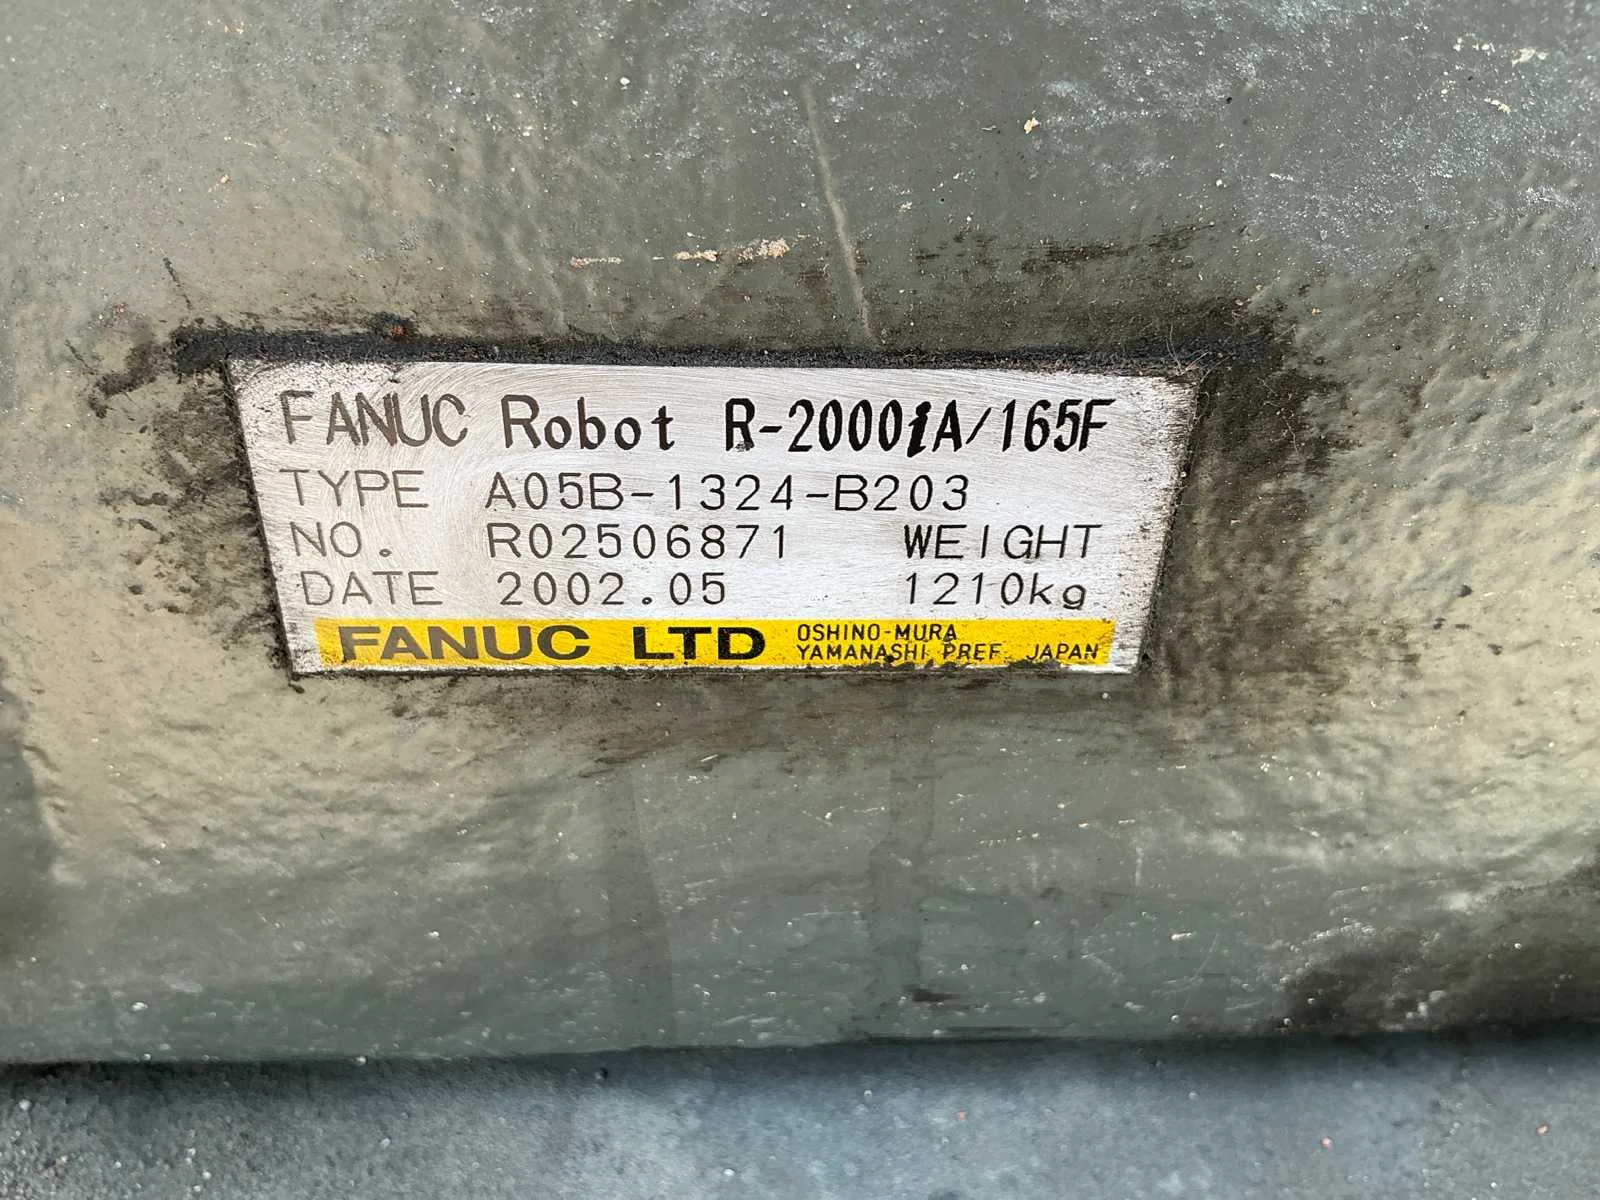 FANUC Robot R-2000iA/165F
TYPE A05B-1324-B203
NO. R02506871 WEIGHT
DATE 2002.05 1210kg
FANUC LTD OSHINO-MURA
YAMANASHI PREF. JAPAN